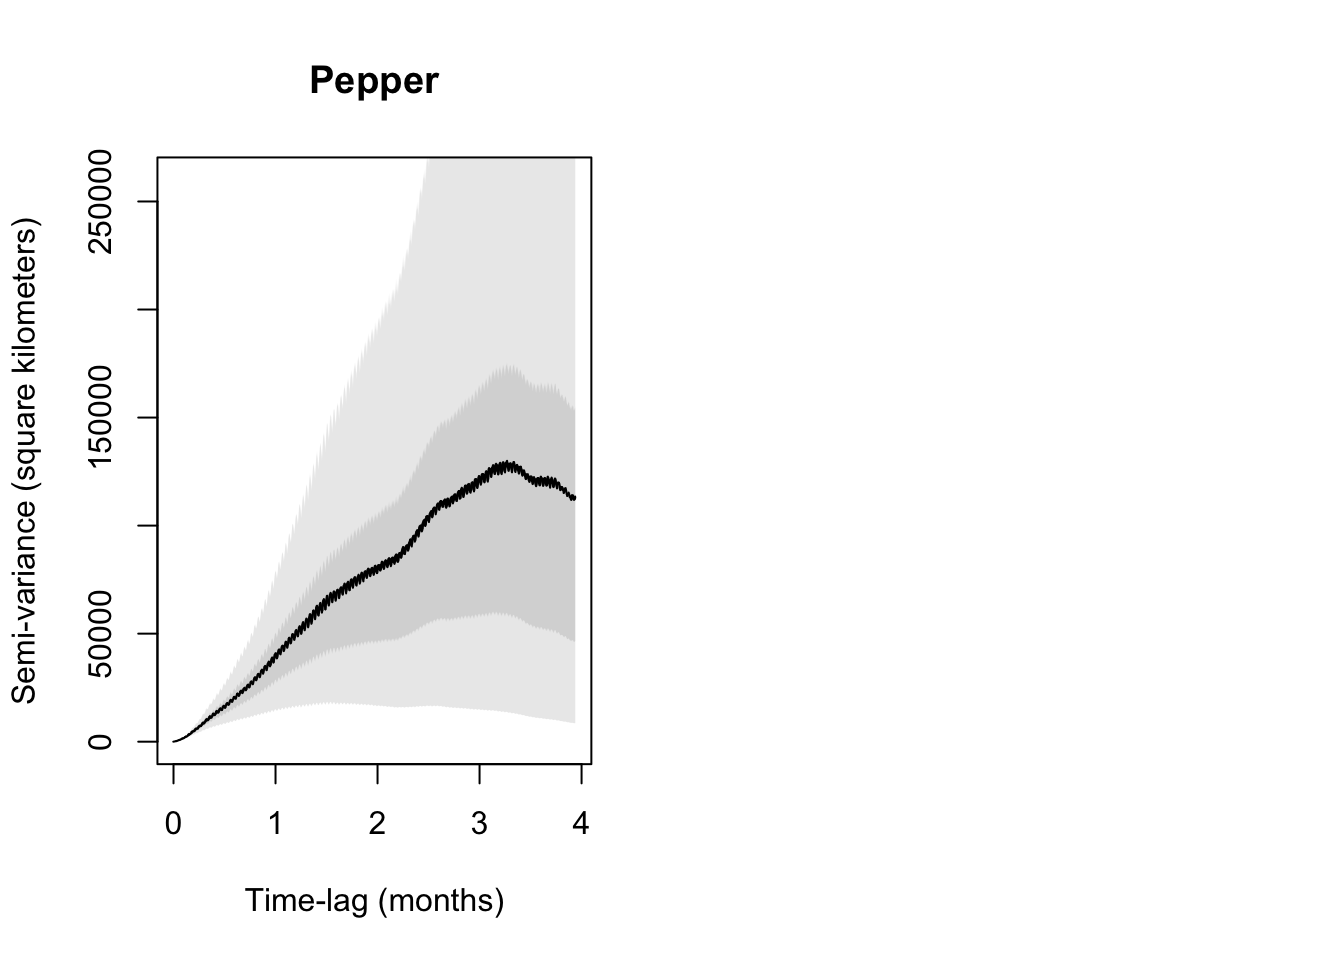 Pepper
Semi-variance (square kilometers)
250000
150000
50000
0
0 1 2 3 4
Time-lag (months)